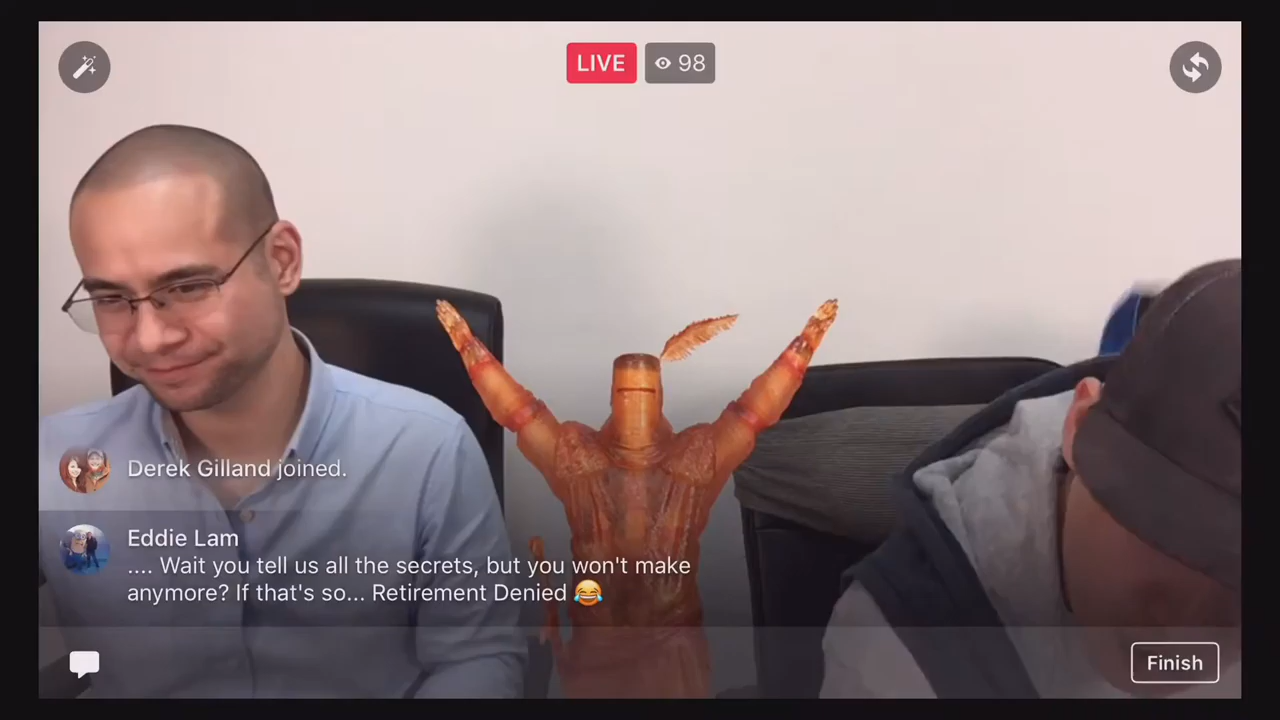 LIVE 98
Derek Gilland joined.
Eddie Lam
.... Wait you tell us all the secrets, but you won't make
anymore? If that's so... Retirement Denied 😂
Finish